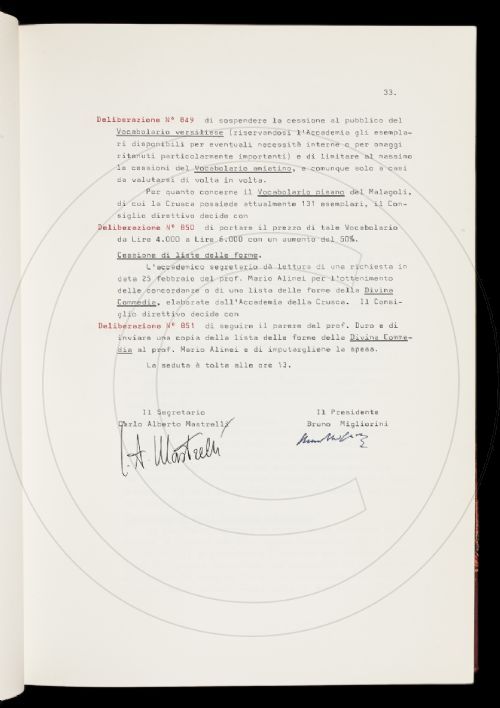 33.
Deliberazione N° 849 di sospendere la cessione al pubblico del
Vocabolario versiliese (riservandosi l'Accademia gli esempla-
ri disponibili per eventuali necessità interne o per omaggi
ritenuti particolarmente importanti) e di limitare al massimo
la cessioni del Vocabolario amiatino, e comunque solo a casi
da valutarsi di volta in volta.
Per quanto concerne il Vocabolario pisano del Malagoli,
di cui la Crusca possiede attualmente 131 esemplari, il Con-
siglio direttivo decide con
Deliberazione N° 850 di portare il prezzo di tale Vocabolario
da Lire 4.000 a Lire 6.000 con un aumento del 50%.
Cessione di liste delle forme.
L'accademico segretario dà lettura di una richiesta in
data 25 febbraio del prof. Mario Alinei per l'ottenimento
delle concordanze e di una lista delle forme della Divina
Commedia, elaborate dall'Accademia della Crusca. Il Consi-
glio direttivo decide con
Deliberazione N° 851 di seguire il parere del prof. Duro e di
inviare una copia della lista delle forme della Divina Comme-
dia al prof. Mario Alinei e di imputargliene la spesa.
La seduta è tolta alle ore 13.
Il Segretario Il Presidente
Carlo Alberto Mastrelli Bruno Migliorini
C.A. Mastrelli